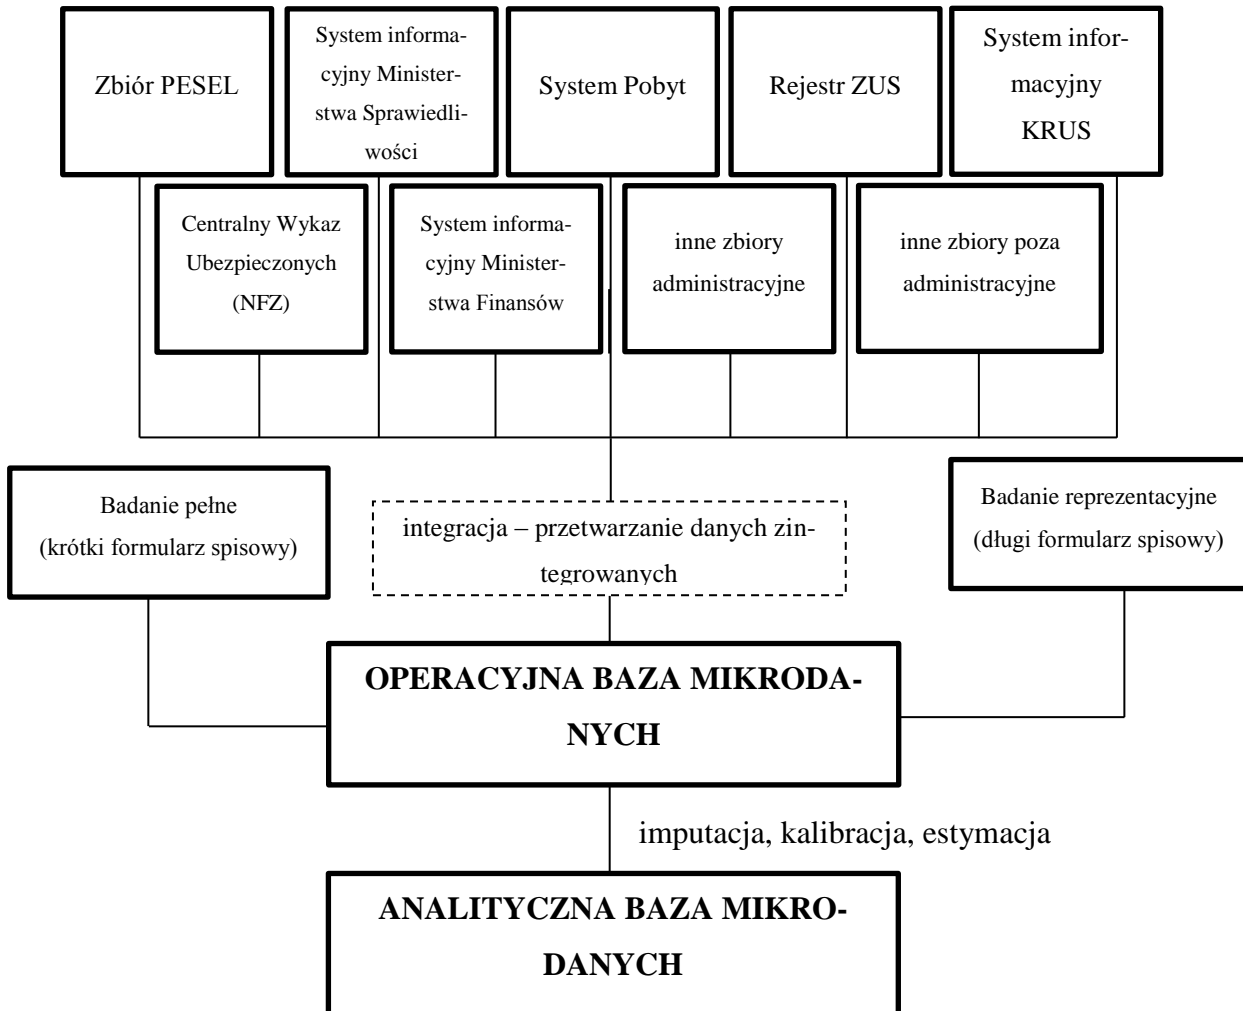 Zbiór PESEL
System informa-
cyjny Minister-
stwa Sprawiedli-
wości
System Pobyt
Rejestr ZUS
System infor-
macyjny
KRUS
Centralny Wykaz
Ubezpieczonych
(NFZ)
System informa-
cyjny Minister-
stwa Finansów
inne zbiory
administracyjne
inne zbiory poza
administracyjne
Badanie pełne
(krótki formularz spisowy)
integracja – przetwarzanie danych zin-
tegrowanych
Badanie reprezentacyjne
(długi formularz spisowy)
OPERACYJNA BAZA MIKRODA-
NYCH
imputacja, kalibracja, estymacja
ANALITYCZNA BAZA MIKRO-
DANYCH